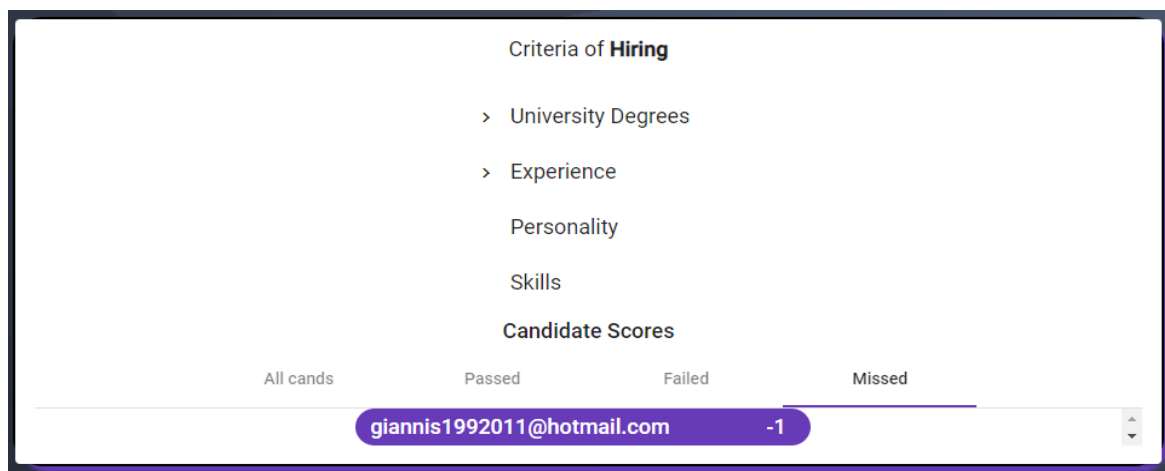 Criteria of Hiring
> University Degrees
> Experience
Personality
Skills
Candidate Scores
All cands Passed Failed Missed
giannis1992011@hotmail.com -1